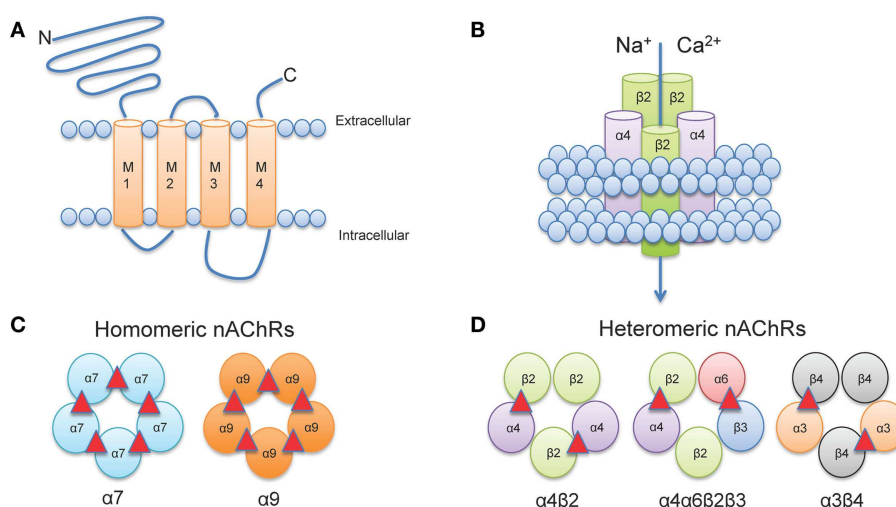 A
N
C
Extracellular
M 1
M 2
M 3
M 4
Intracellular
B
Na⁺ Ca²⁺
β2 β2
α4 β2 α4
C
Homomeric nAChRs
α7 α7
α7 α7
α7
α7
α9 α9
α9 α9
α9
α9
D
Heteromeric nAChRs
β2 β2
α4 α4
β2
α4β2
β2 α6
α4 β3
β2
α4α6β2β3
β4 β4
α3 α3
β4
α3β4